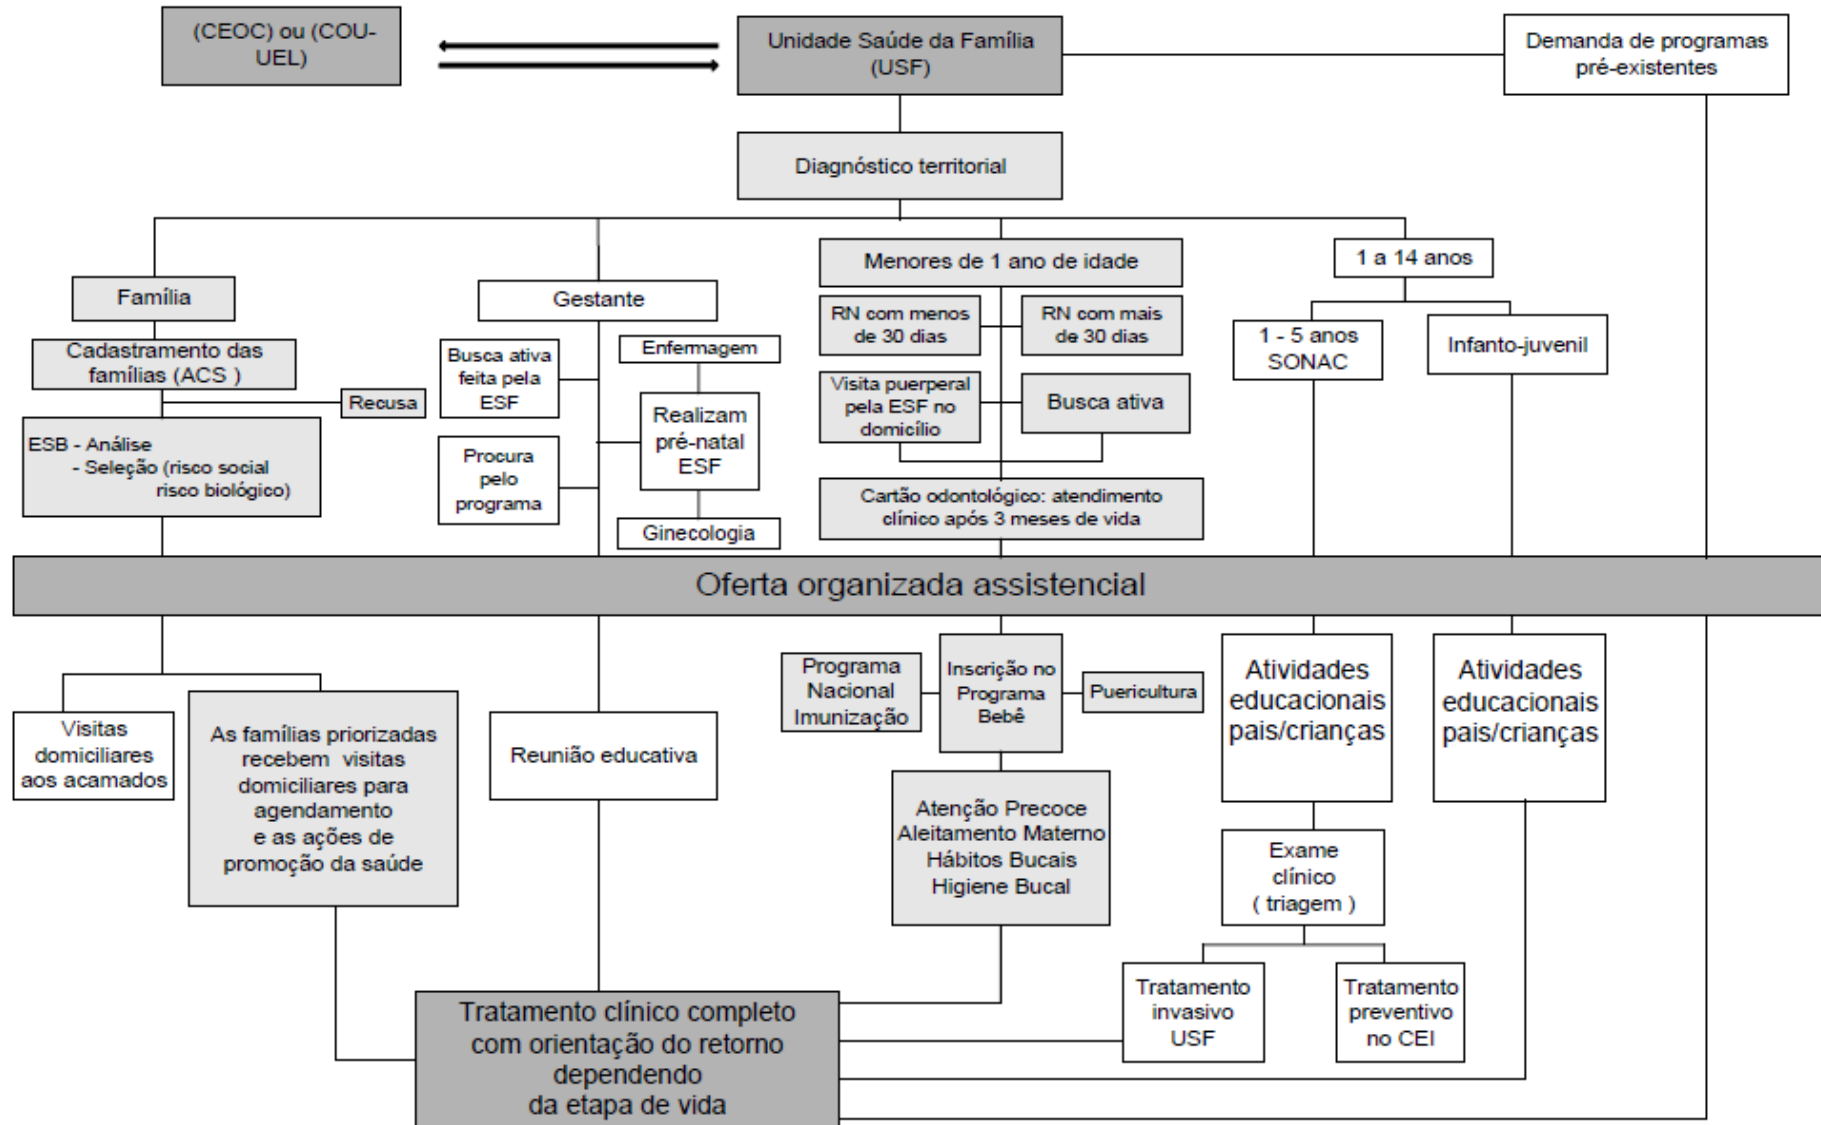 (CEOC) ou (COU-
UEL)
Unidade Saúde da Família
(USF)
Demanda de programas
pré-existentes
Diagnóstico territorial
Família
Cadastramento das
famílias (ACS )
Recusa
ESB - Análise
- Seleção (risco social
risco biológico)
Gestante
Busca ativa
feita pela
ESF
Procura
pelo
programa
Enfermagem
Realizam
pré-natal
ESF
Ginecologia
Menores de 1 ano de idade
RN com menos
de 30 dias
RN com mais
de 30 dias
Visita puerperal
pela ESF no
domicílio
Busca ativa
Cartão odontológico: atendimento
clínico após 3 meses de vida
1 a 14 anos
1 - 5 anos
SONAC
Infanto-juvenil
Oferta organizada assistencial
Visitas
domiciliares
aos acamados
As famílias priorizadas
recebem visitas
domiciliares para
agendamento
e as ações de
promoção da saúde
Reunião educativa
Programa
Nacional
Imunização
Inscrição no
Programa
Bebê
Puericultura
Atenção Precoce
Aleitamento Materno
Hábitos Bucais
Higiene Bucal
Atividades
educacionais
pais/crianças
Exame
clínico
( triagem )
Tratamento
invasivo
USF
Tratamento
preventivo
no CEI
Atividades
educacionais
pais/crianças
Tratamento clínico completo
com orientação do retorno
dependendo
da etapa de vida